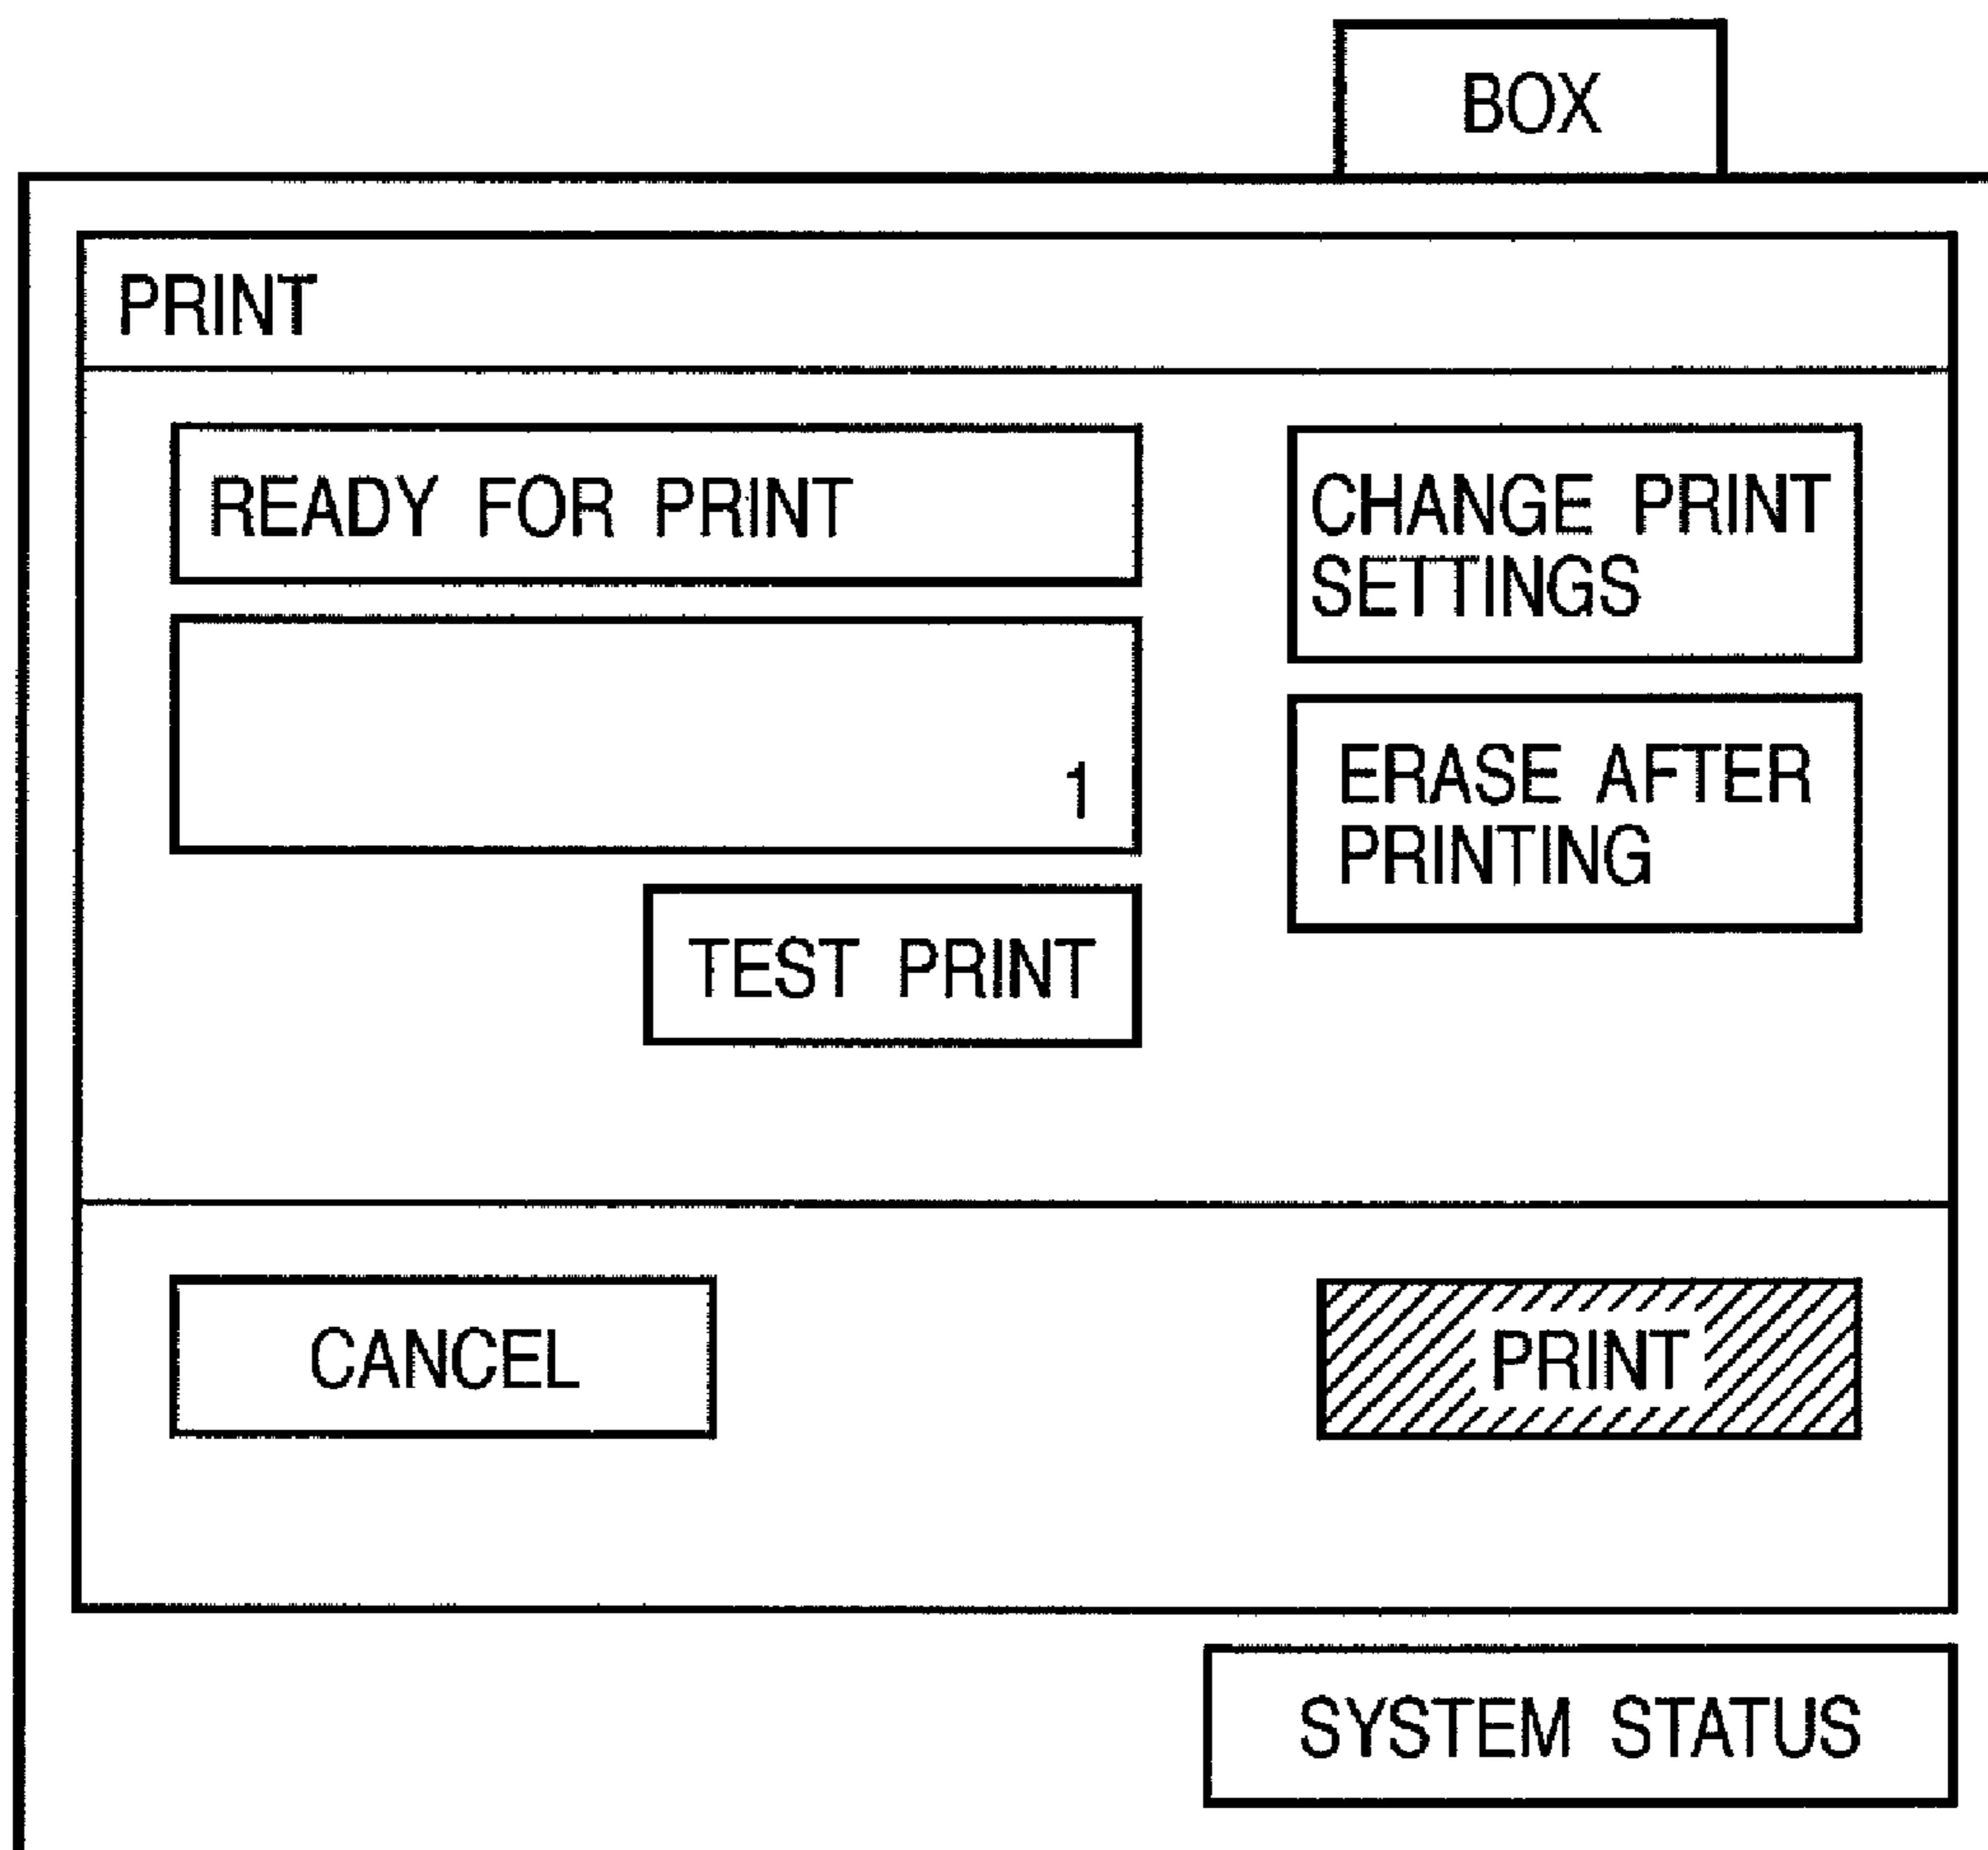 BOX
PRINT
READY FOR PRINT
1
TEST PRINT
CHANGE PRINT
SETTINGS
ERASE AFTER
PRINTING
CANCEL
PRINT
SYSTEM STATUS